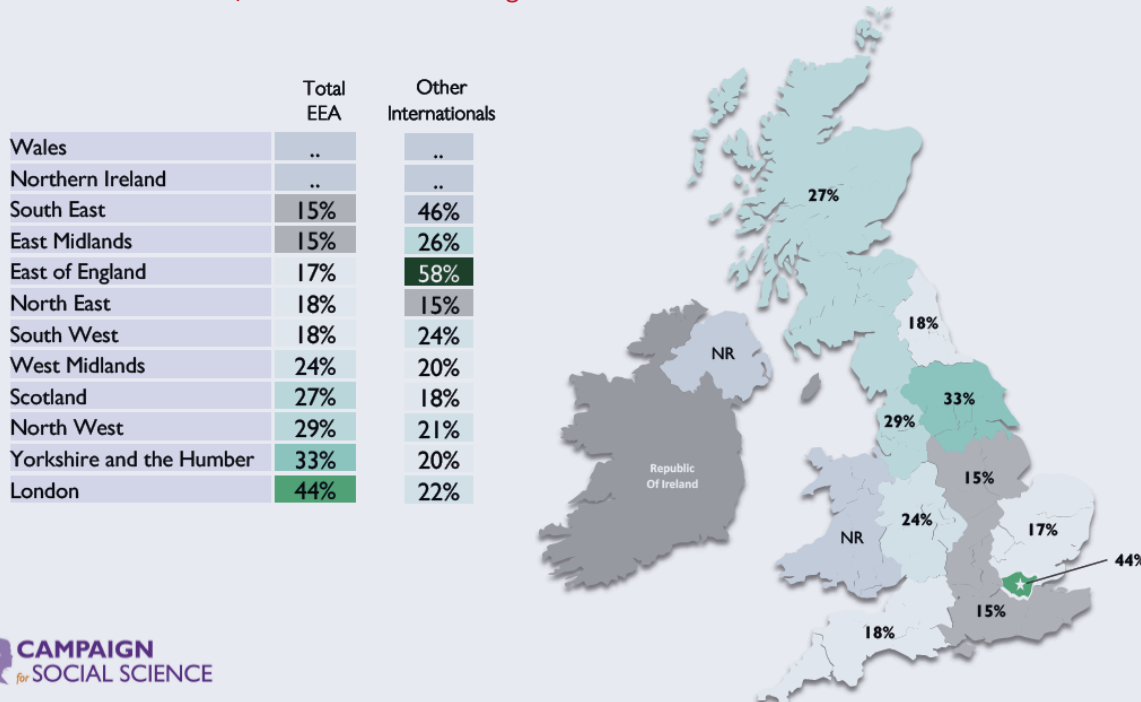 Total EEA
Other Internationals
Wales .. ..
Northern Ireland .. ..
South East 15% 46%
East Midlands 15% 26%
East of England 17% 58%
North East 18% 15%
South West 18% 24%
West Midlands 24% 20%
Scotland 27% 18%
North West 29% 21%
Yorkshire and the Humber 33% 20%
London 44% 22%
27%
18%
NR
33%
29%
Republic
Of Ireland
15%
24%
17%
NR
44%
15%
18%
CAMPAIGN
for SOCIAL SCIENCE